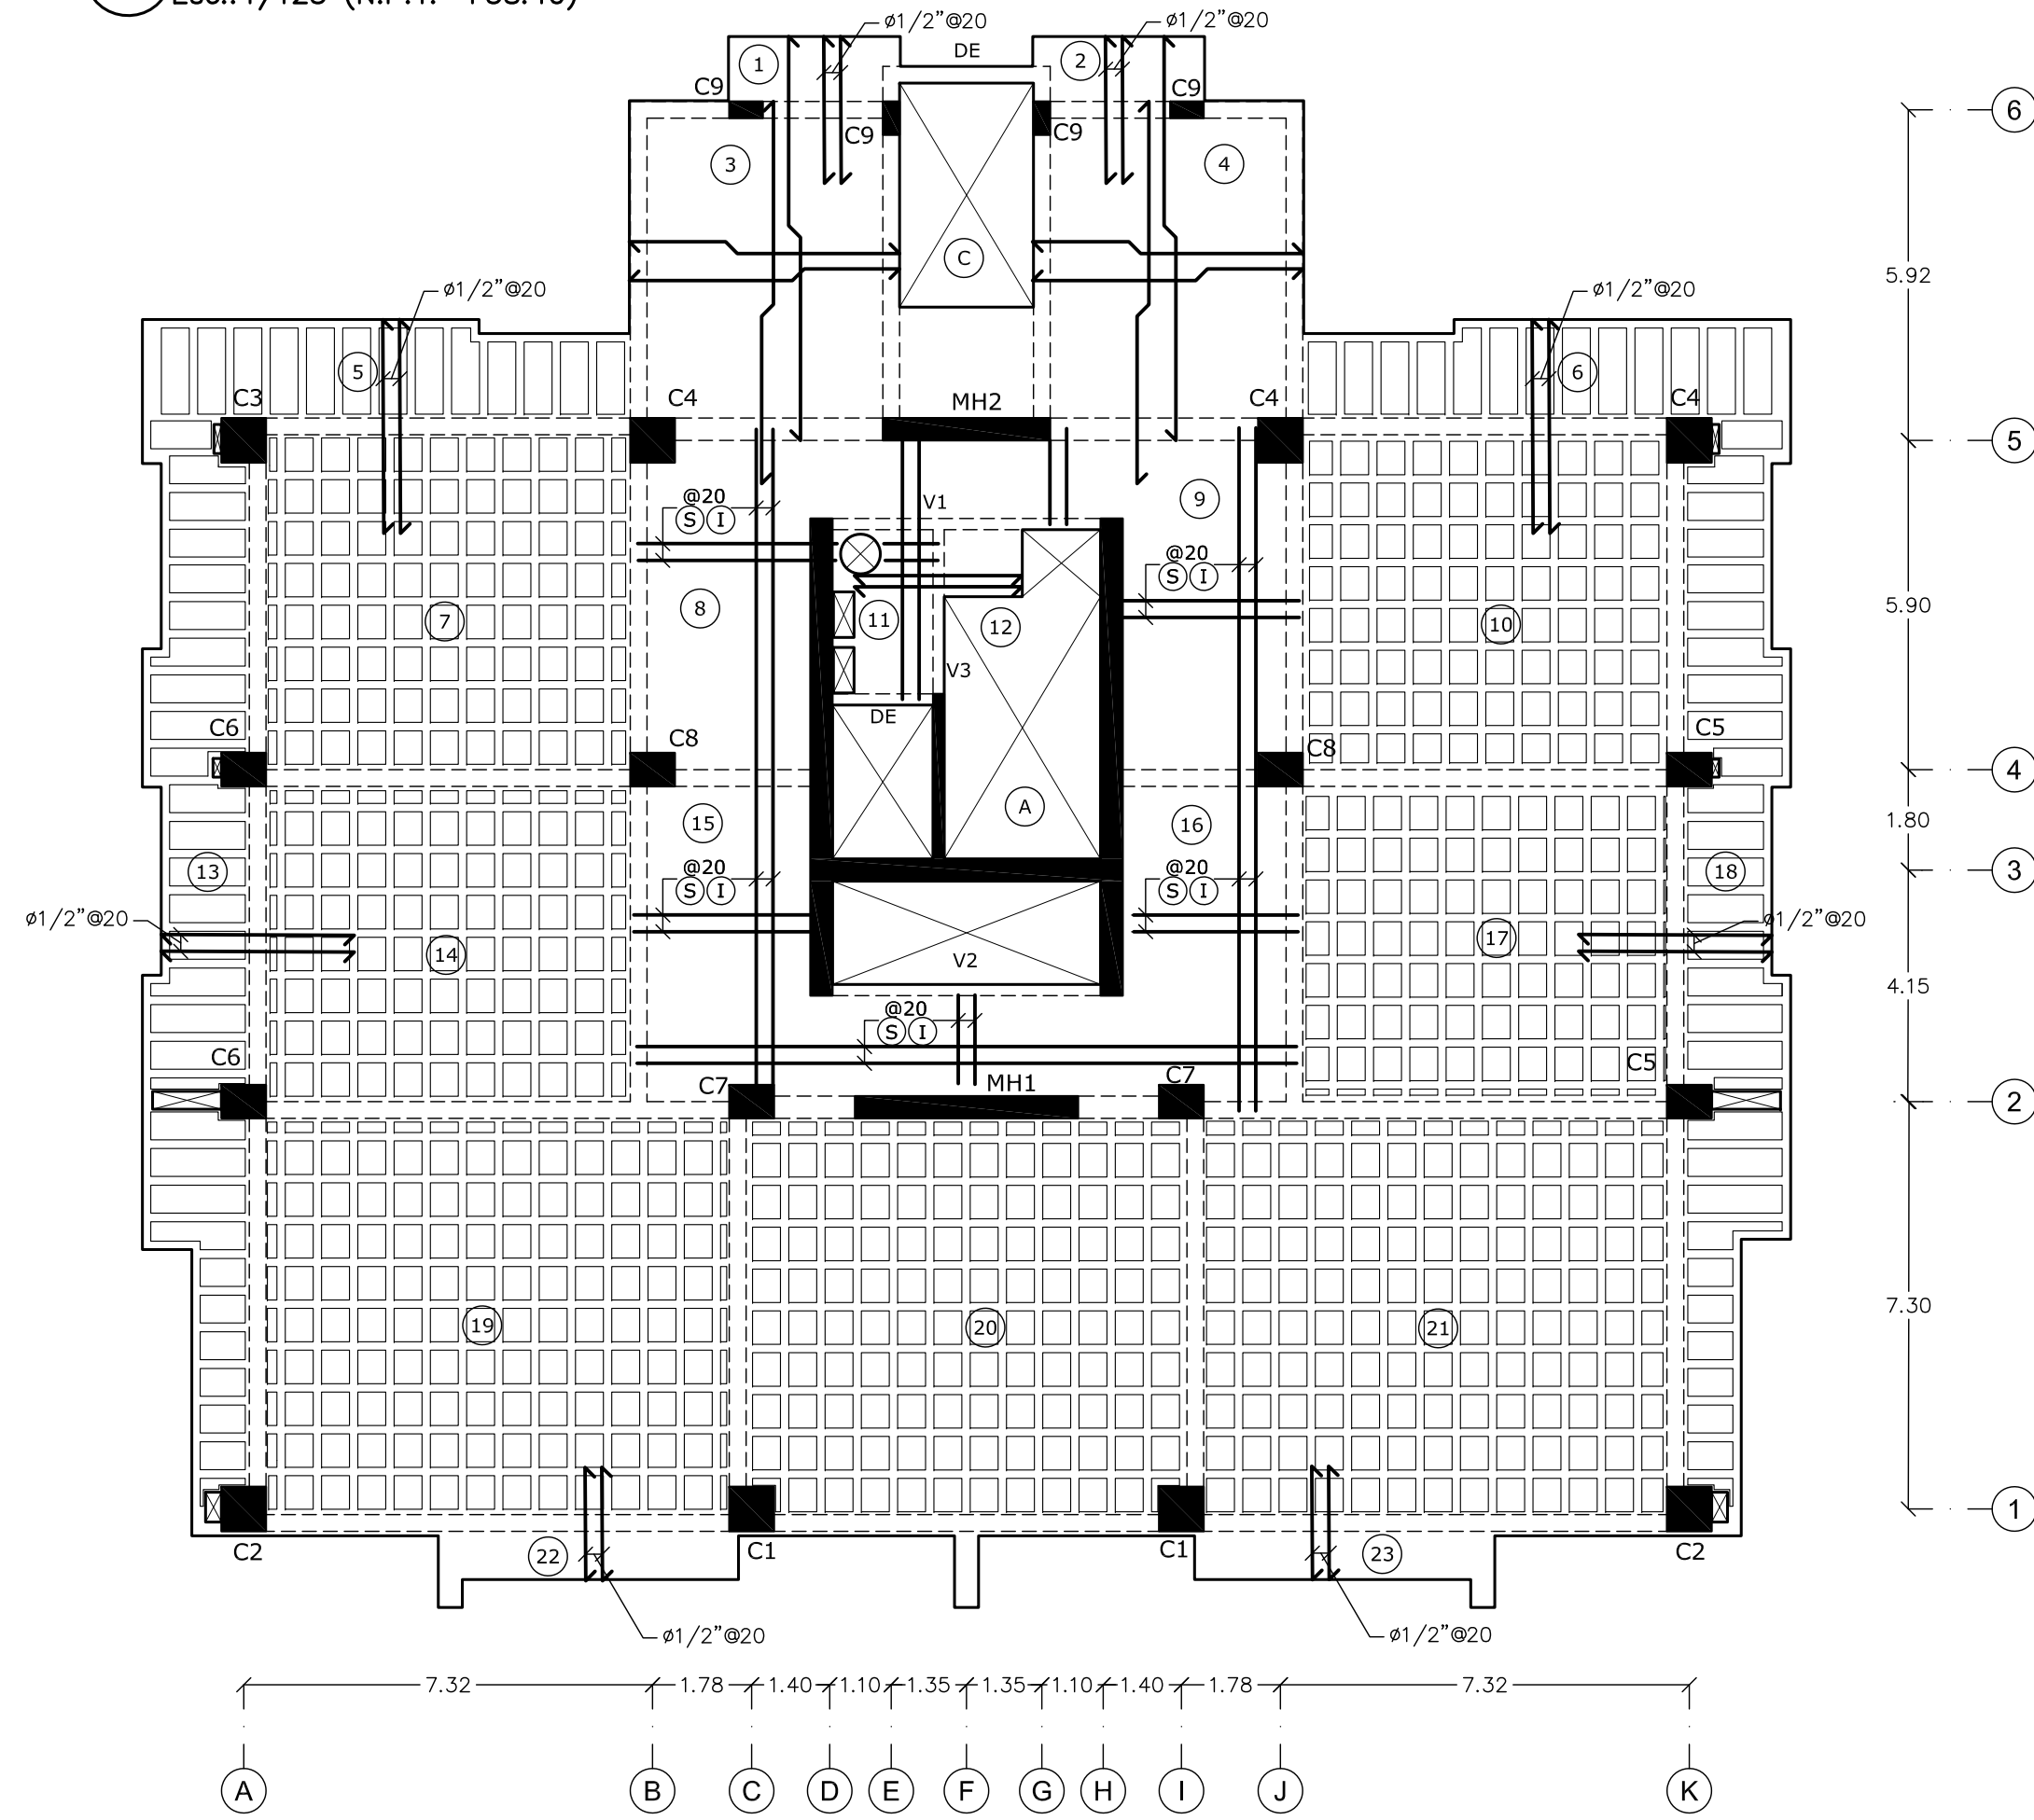 ø1/2"@20
ø1/2"@20
DE
1
2
C9
C9
6
C9
C9
3
4
C
5.92
ø1/2"@20
ø1/2"@20
5
6
C3
C4
MH2
C4
C4
5
@20
S I
V1
9
@20
S I
8
11
12
7
10
5.90
V3
DE
C6
C8
C8
C5
4
A
15
16
1.80
13
@20
S I
@20
S I
18
3
ø1/2"@20
ø1/2"@20
14
17
V2
4.15
@20
S I
C6
C5
C7
MH1
C7
2
19
20
21
7.30
1
C2
22
C1
C1
23
C2
ø1/2"@20
ø1/2"@20
7.32 1.78 1.40 1.10 1.35 1.35 1.10 1.40 1.78 7.32
A B C D E F G H I J K